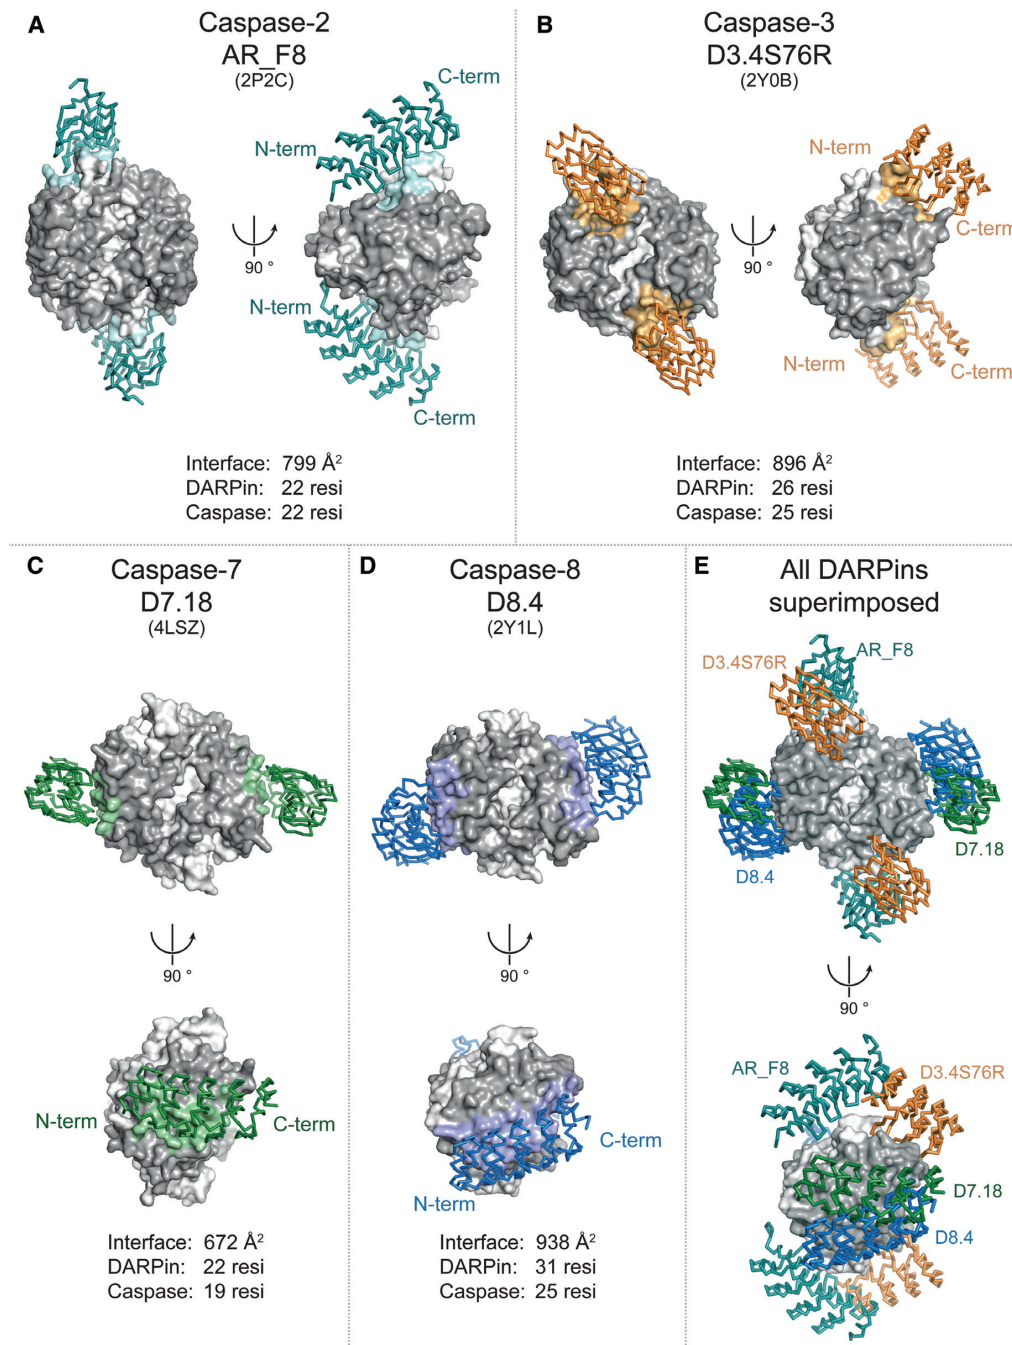 A
Caspase-2
AR_F8
(2P2C)
C-term
N-term
90 °
N-term
C-term
Interface: 799 Å²
DARPin: 22 resi
Caspase: 22 resi
B
Caspase-3
D3.4S76R
(2Y0B)
N-term
C-term
90 °
N-term
C-term
Interface: 896 Å²
DARPin: 26 resi
Caspase: 25 resi
C
Caspase-7
D7.18
(4LSZ)
90 °
N-term
C-term
Interface: 672 Å²
DARPin: 22 resi
Caspase: 19 resi
D
Caspase-8
D8.4
(2Y1L)
90 °
C-term
N-term
Interface: 938 Å²
DARPin: 31 resi
Caspase: 25 resi
E
All DARPins
superimposed
AR_F8
D3.4S76R
D7.18
D8.4
90 °
AR_F8
D3.4S76R
D7.18
D8.4